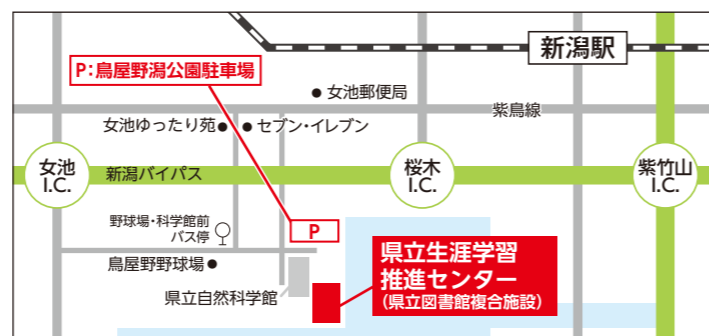 新潟駅
P:鳥屋野潟公園駐車場
女池郵便局
紫鳥線
女池ゆったり苑
セブン・イレブン
女池
I.C.
新潟バイパス
桜木
I.C.
紫竹山
I.C.
野球場・科学館前
バス停
P
鳥屋野野球場
県立自然科学館
県立生涯学習
推進センター
(県立図書館複合施設)